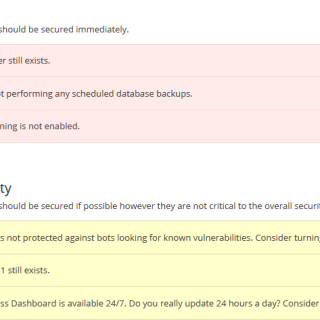 should be secured immediately.
r still exists.
t performing any scheduled database backups.
ning is not enabled.
ty
should be secured if possible however they are not critical to the overall securi
s not protected against bots looking for known vulnerabilities. Consider turnin
1 still exists.
ss Dashboard is available 24/7. Do you really update 24 hours a day? Consider